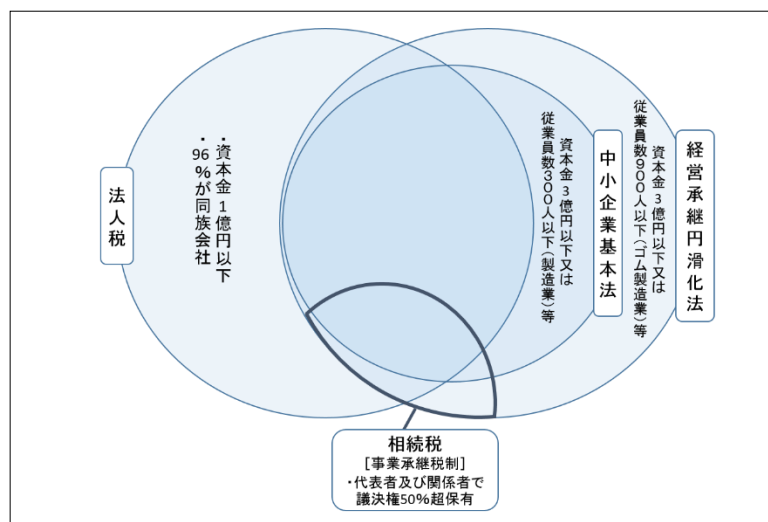 法人税
・資本金1億円以下
・96%が同族会社
資本金3億円以下又は
従業員数300人以下(製造業)等
中小企業基本法
資本金3億円以下又は
従業員数900人以下(ゴム製造業)等
経営承継円滑化法
相続税
[事業承継税制]
・代表者及び関係者で
議決権50%超保有